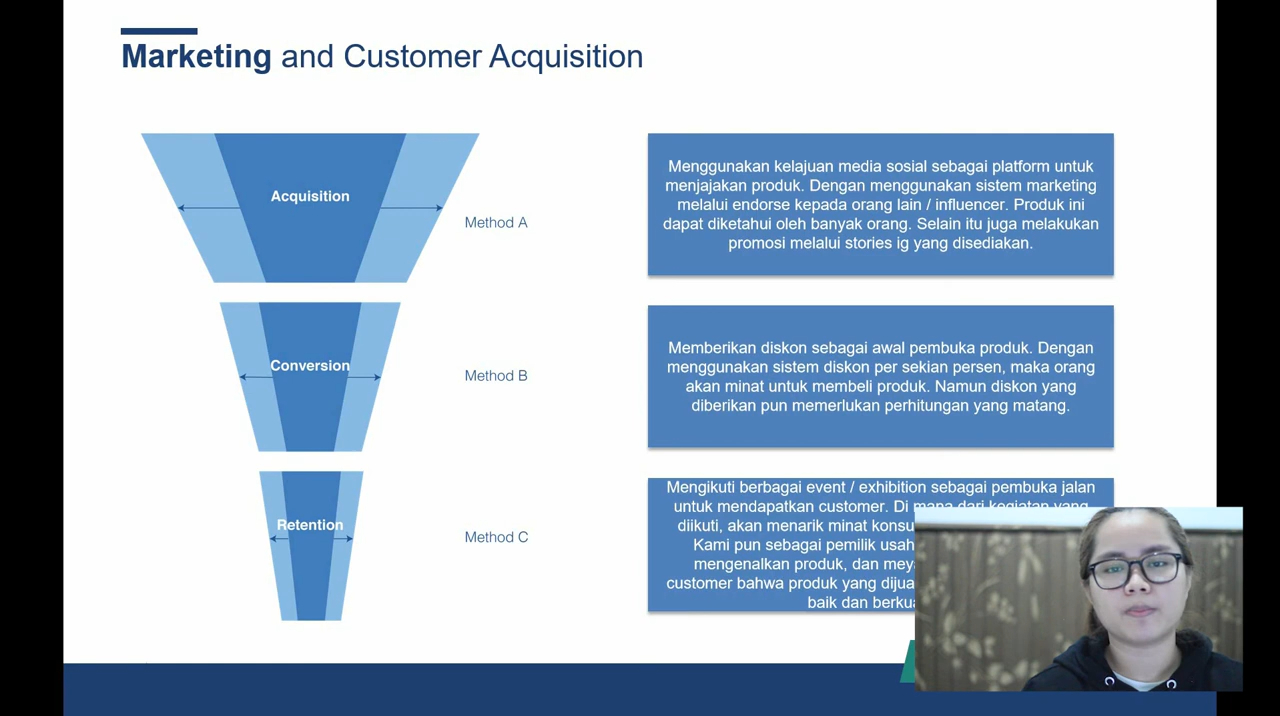 Marketing and Customer Acquisition
Acquisition
Method A
Menggunakan kelajuan media sosial sebagai platform untuk
menjajakan produk. Dengan menggunakan sistem marketing
melalui endorse kepada orang lain / influencer. Produk ini
dapat diketahui oleh banyak orang. Selain itu juga melakukan
promosi melalui stories ig yang disediakan.
Conversion
Method B
Memberikan diskon sebagai awal pembuka produk. Dengan
menggunakan sistem diskon per sekian persen, maka orang
akan minat untuk membeli produk. Namun diskon yang
diberikan pun memerlukan perhitungan yang matang.
Retention
Method C
Mengikuti berbagai event / exhibition sebagai pembuka jalan
untuk mendapatkan customer. Di mana dari kegiatan yang
diikuti, akan menarik minat
Kami pun sebagai pemilik
mengenalkan produk, dan
customer bahwa produk yang
baik dan